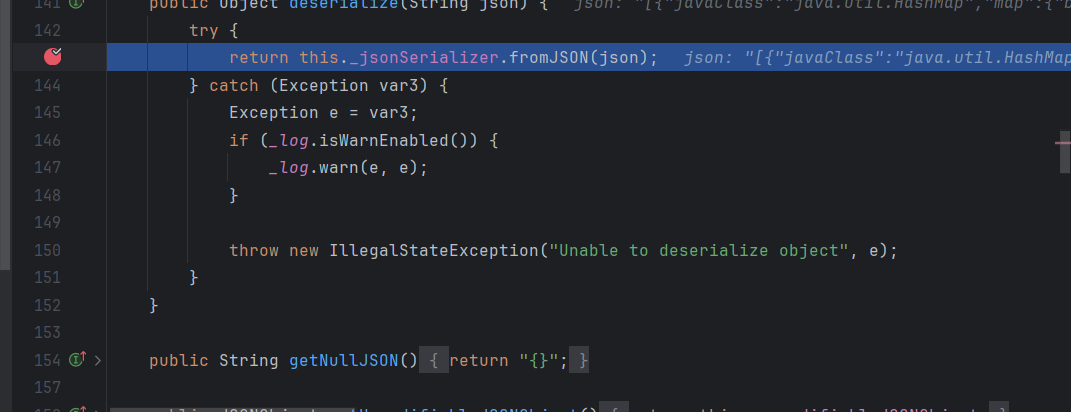 141 public Object deserialize(String json) { json: "[{"javaClass":"java.util.HashMap","map":{"b
142 try {
return this._jsonSerializer.fromJSON(json); json: "[{"javaClass":"java.util.HashMap
144 } catch (Exception var3) {
145 Exception e = var3;
146 if (_log.isWarnEnabled()) {
147 _log.warn(e, e);
148 }
149
150 throw new IllegalStateException("Unable to deserialize object", e);
151 }
152 }
153
154 public String getNullJSON() { return "{}"; }
157